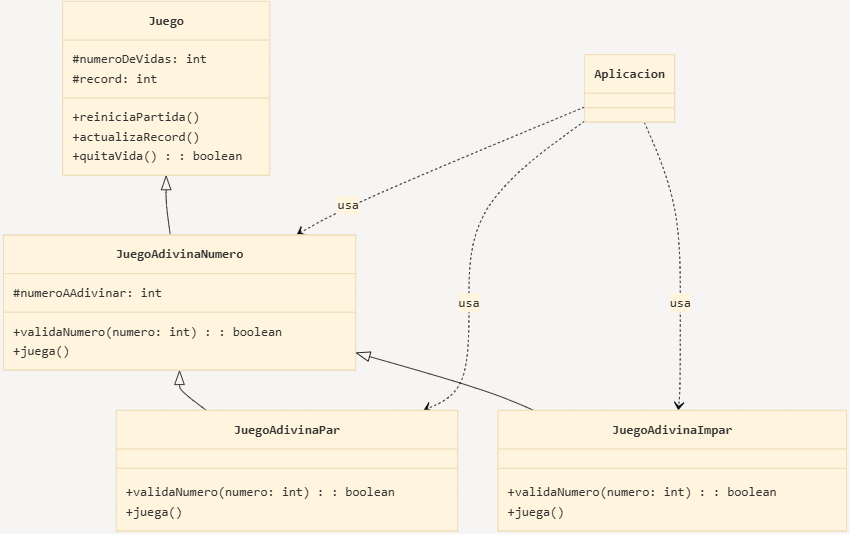 Juego
#numeroDeVidas: int
#record: int
+reiniciaPartida()
+actualizaRecord()
+quitaVida() : : boolean
Aplicacion
usa
JuegoAdivinaNumero
#numeroAAdivinar: int
+validaNumero(numero: int) : : boolean
+juega()
usa
usa
JuegoAdivinaPar
+validaNumero(numero: int) : : boolean
+juega()
JuegoAdivinaImpar
+validaNumero(numero: int) : : boolean
+juega()